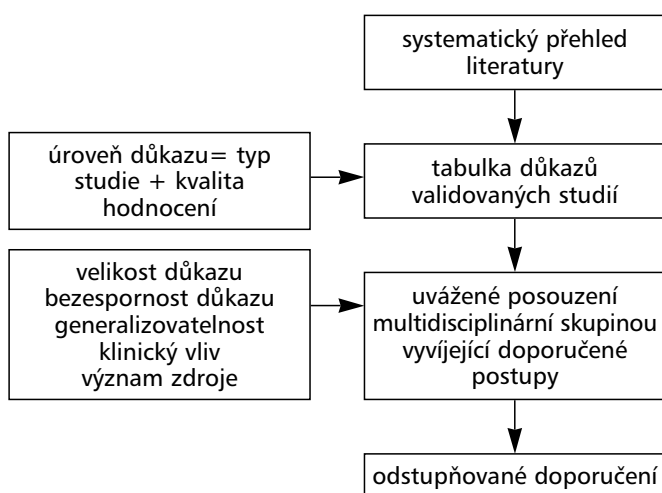 systematický přehled
literatury
úroveň důkazu= typ
studie + kvalita
hodnocení
tabulka důkazů
validovaných studií
velikost důkazu
bezespornost důkazu
generalizovatelnost
klinický vliv
význam zdroje
uvážené posouzení
multidisciplinární skupinou
vyvíjející doporučené
postupy
odstupňované doporučení